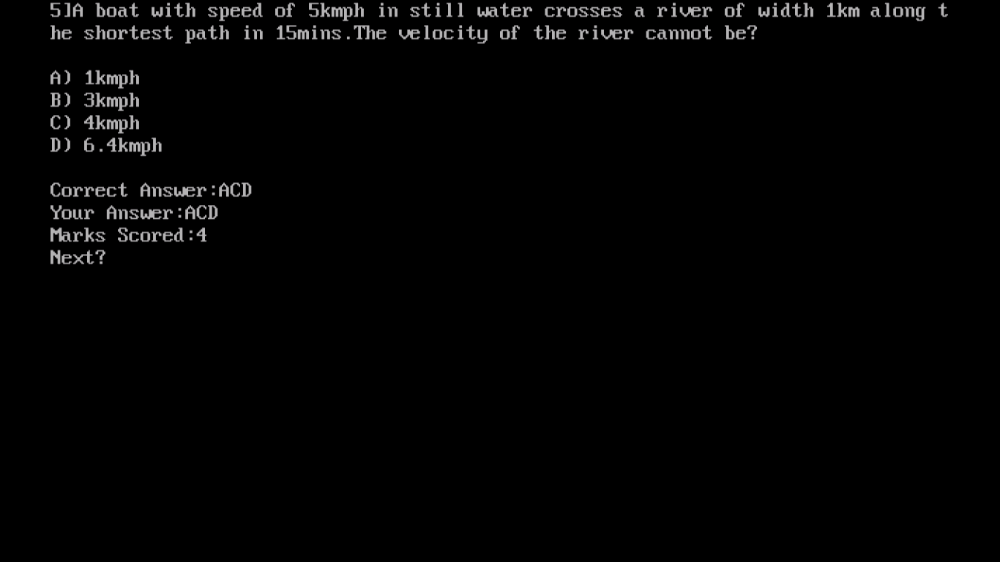 5]A boat with speed of 5kmph in still water crosses a river of width 1km along t
he shortest path in 15mins.The velocity of the river cannot be?
A) 1kmph
B) 3kmph
C) 4kmph
D) 6.4kmph
Correct Answer:ACD
Your Answer:ACD
Marks Scored:4
Next?